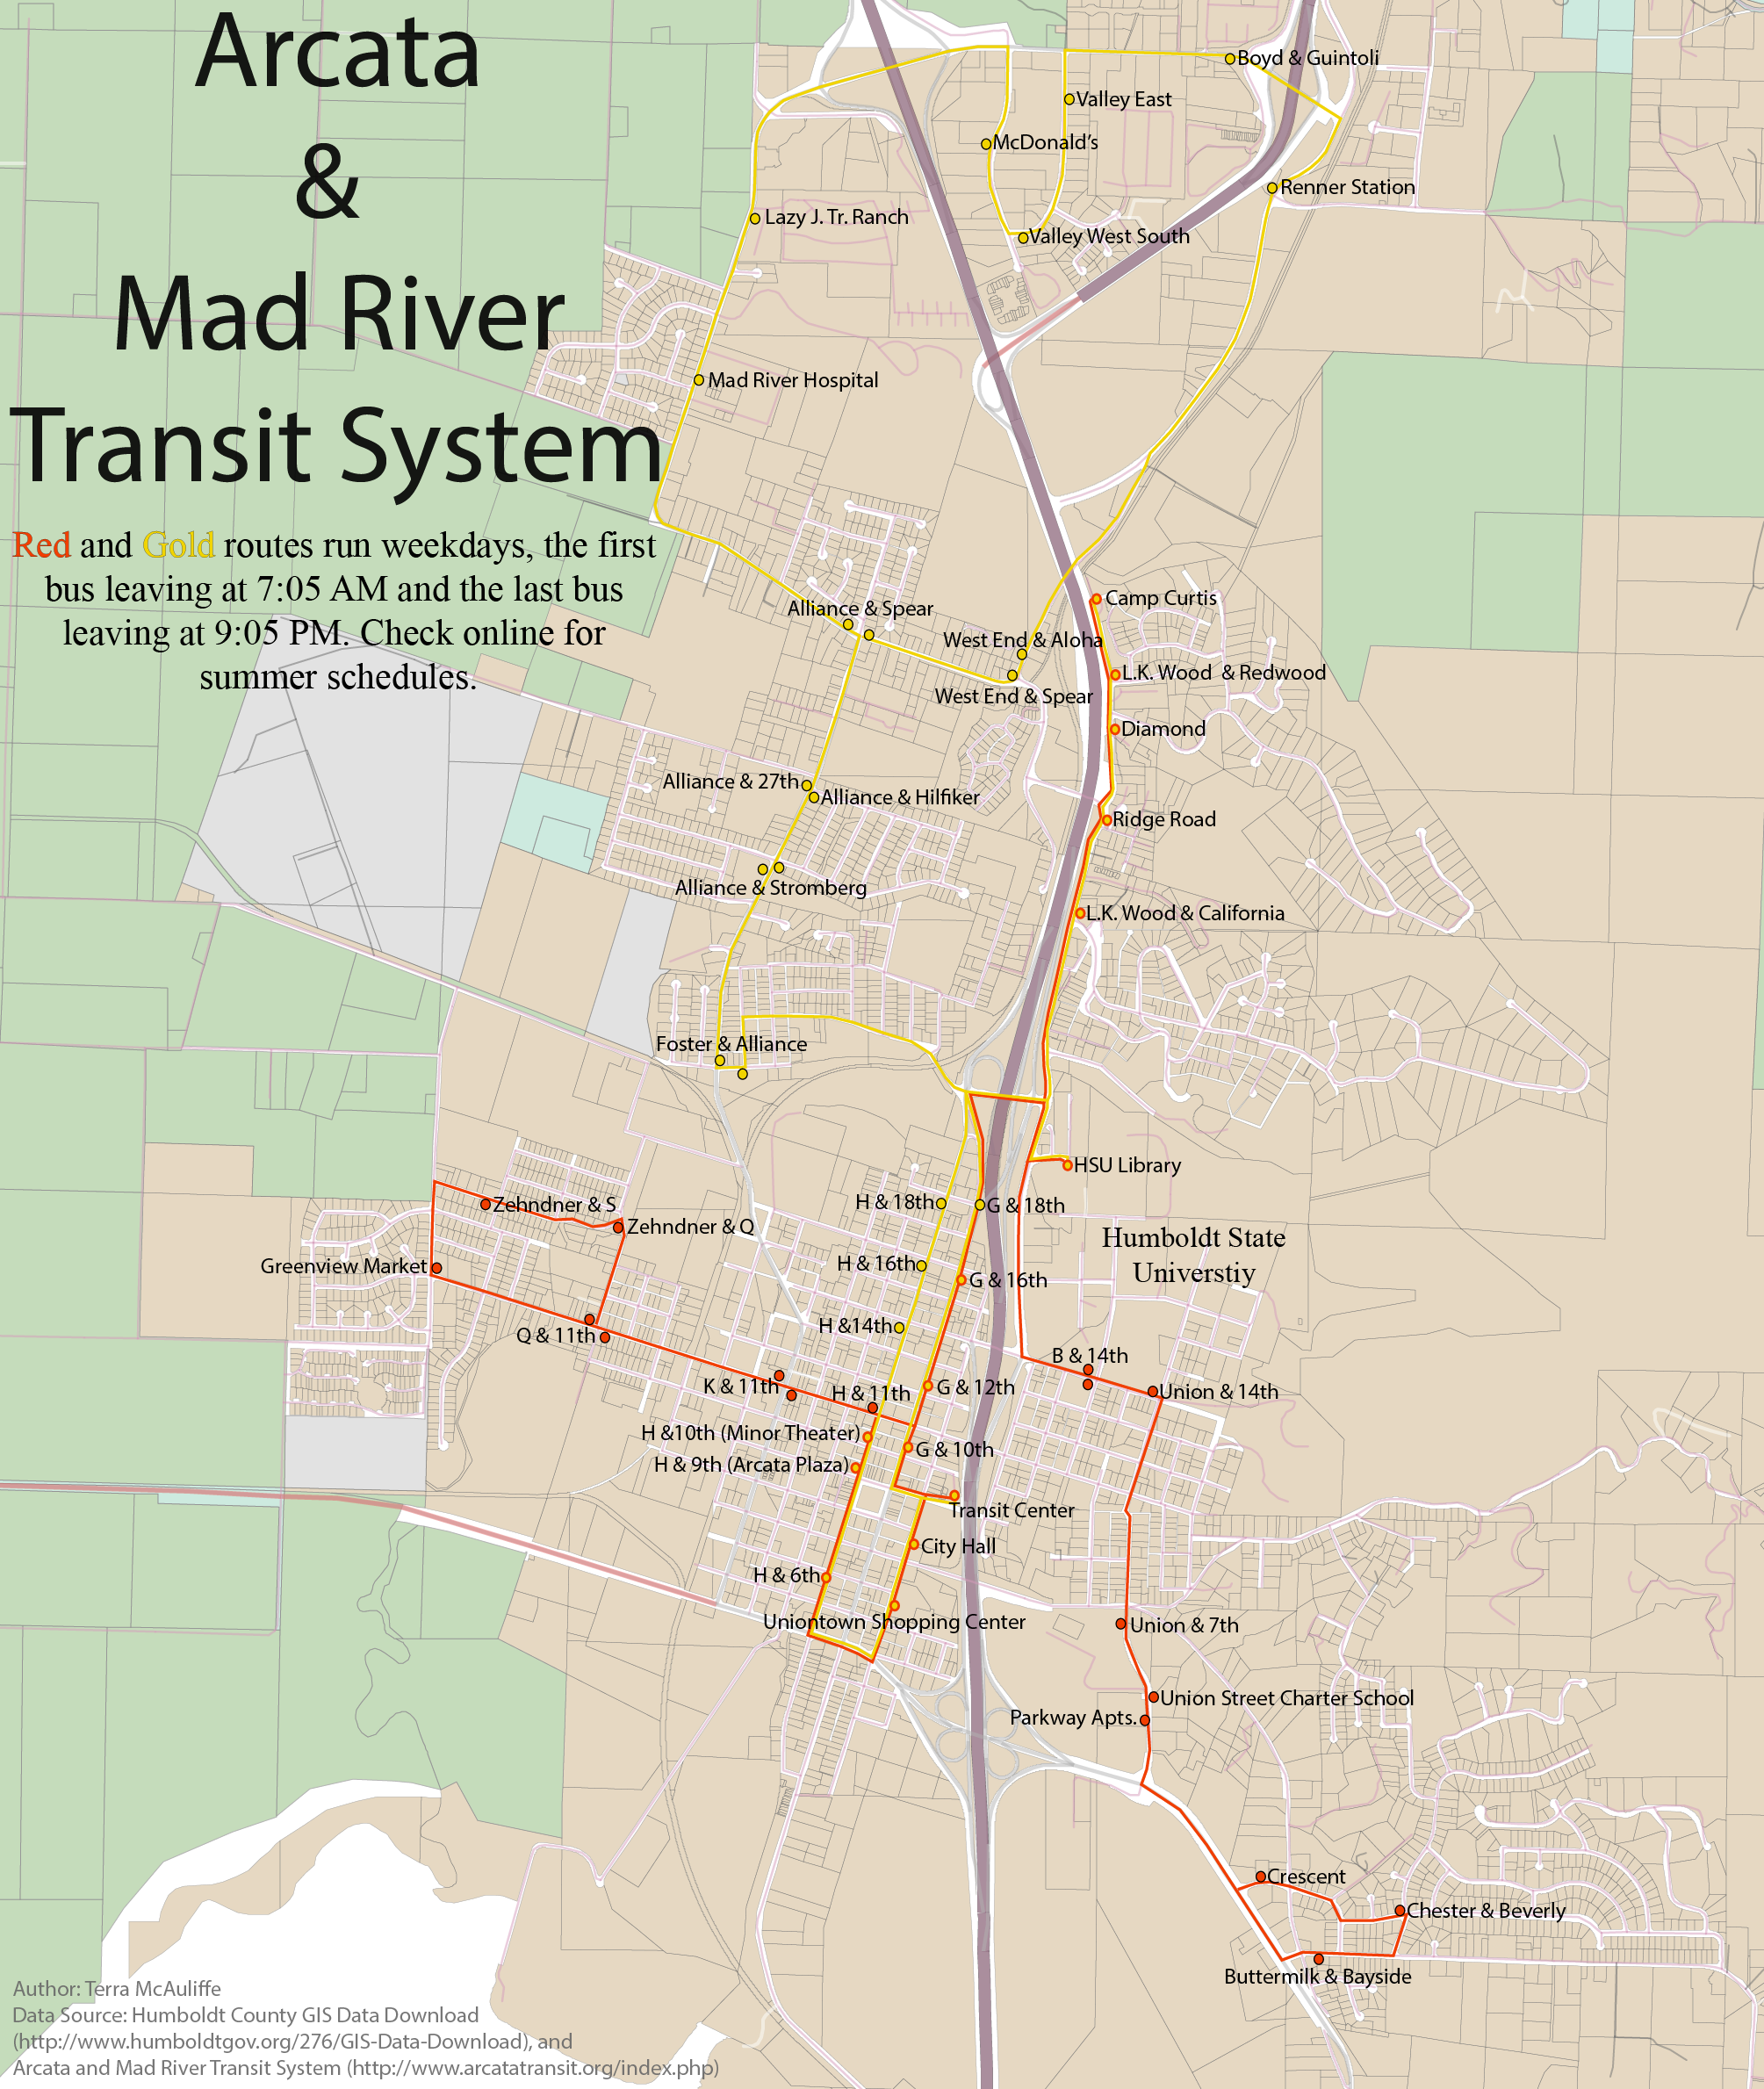 Arcata
&
Mad River
Transit System
Red and Gold routes run weekdays, the first
bus leaving at 7:05 AM and the last bus
leaving at 9:05 PM. Check online for
summer schedules.
Boyd & Guintoli
Valley East
McDonald's
Renner Station
Lazy J. Tr. Ranch
Valley West South
Mad River Hospital
Camp Curtis
Alliance & Spear
West End & Aloha
L.K. Wood & Redwood
West End & Spear
Diamond
Alliance & 27th
Alliance & Hilfiker
Ridge Road
Alliance & Stromberg
L.K. Wood & California
Foster & Alliance
HSU Library
H & 18th
G & 18th
Zehndner & S
Zehndner & Q
Humboldt State
Universtiy
Greenview Market
H & 16th
G & 16th
H &14th
Q & 11th
B & 14th
K & 11th
H & 11th
G & 12th
Union & 14th
H &10th (Minor Theater)
G & 10th
H & 9th (Arcata Plaza)
Transit Center
City Hall
H & 6th
Uniontown Shopping Center
Union & 7th
Union Street Charter School
Parkway Apts.
Crescent
Chester & Beverly
Buttermilk & Bayside
Author: Terra McAuliffe
Data Source: Humboldt County GIS Data Download
(http://www.humboldtgov.org/276/GIS-Data-Download), and
Arcata and Mad River Transit System (http://www.arcatatransit.org/index.php)